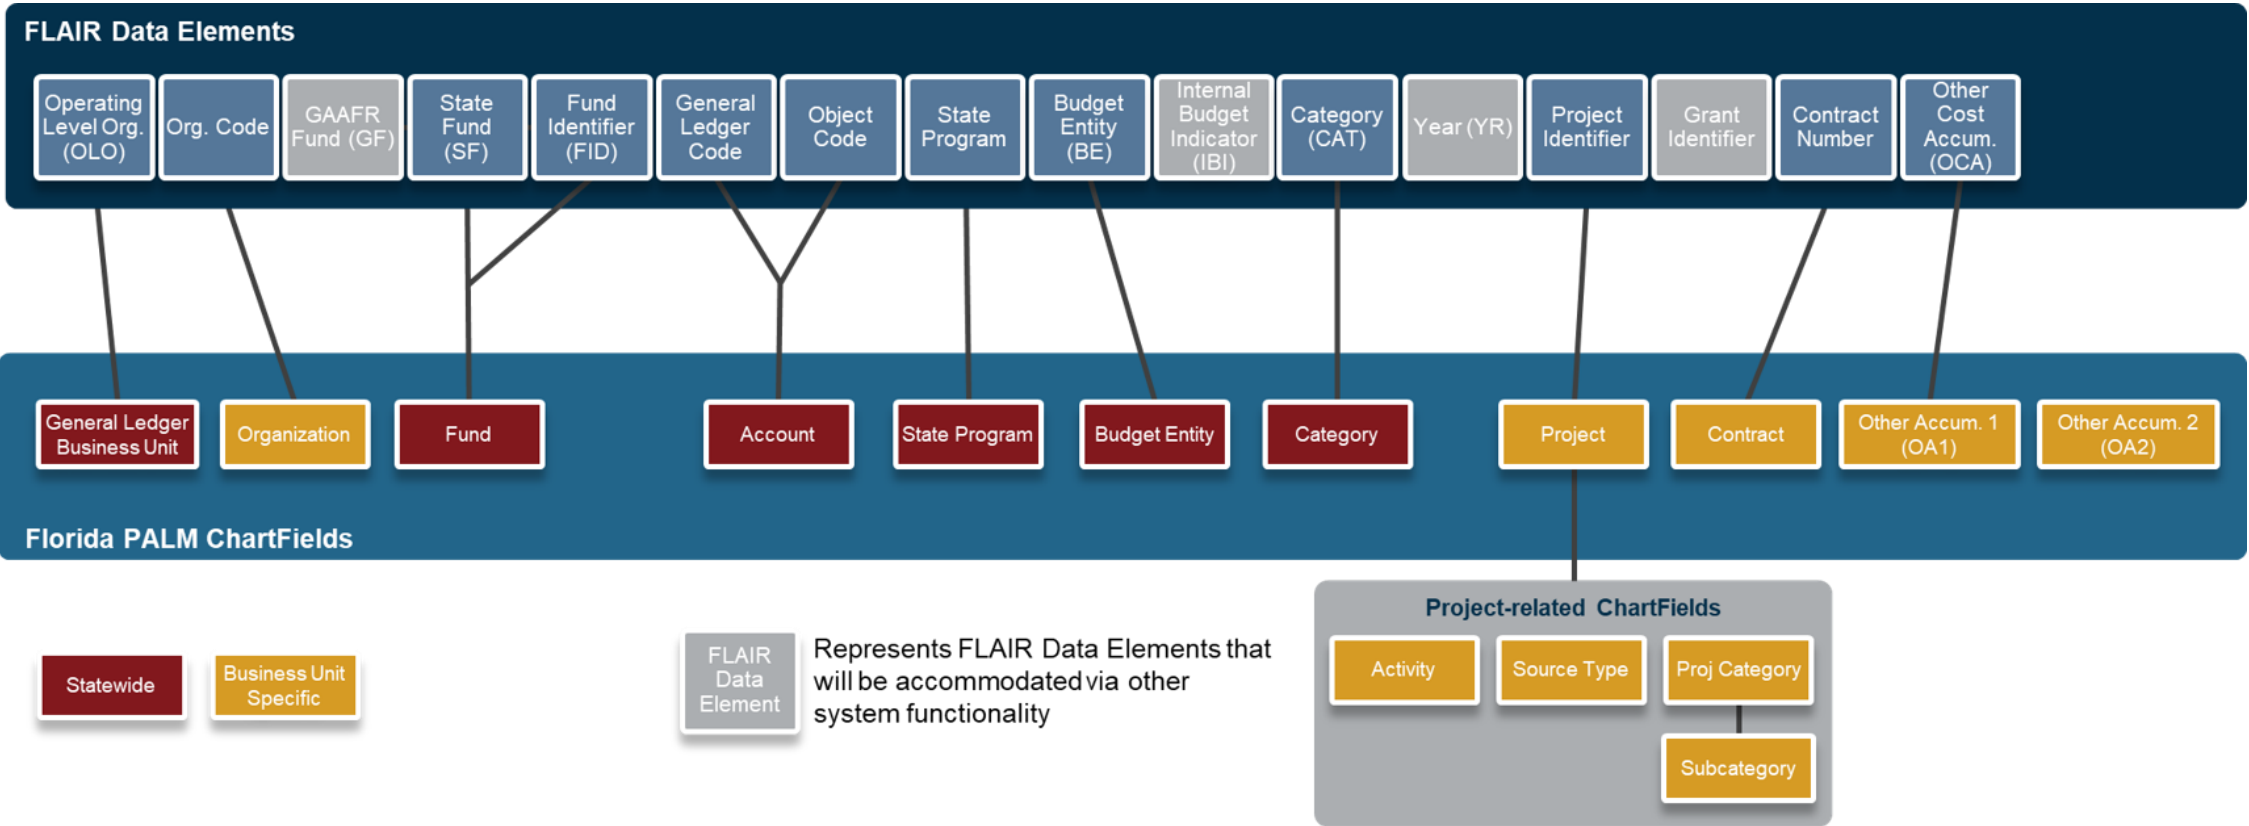 FLAIR Data Elements
Operating
Level Org.
(OLO)
Org. Code
GAAFR
Fund (GF)
State
Fund
(SF)
Fund
Identifier
(FID)
General
Ledger
Code
Object
Code
State
Program
Budget
Entity
(BE)
Internal
Budget
Indicator
(IBI)
Category
(CAT)
Year (YR)
Project
Identifier
Grant
Identifier
Contract
Number
Other
Cost
Accum.
(OCA)
General Ledger
Business Unit
Organization
Fund
Account
State Program
Budget Entity
Category
Project
Contract
Other Accum. 1
(OA1)
Other Accum. 2
(OA2)
Florida PALM ChartFields
Statewide
Business Unit
Specific
FLAIR
Data
Element
Represents FLAIR Data Elements that
will be accommodated via other
system functionality
Project-related ChartFields
Activity
Source Type
Proj Category
Subcategory